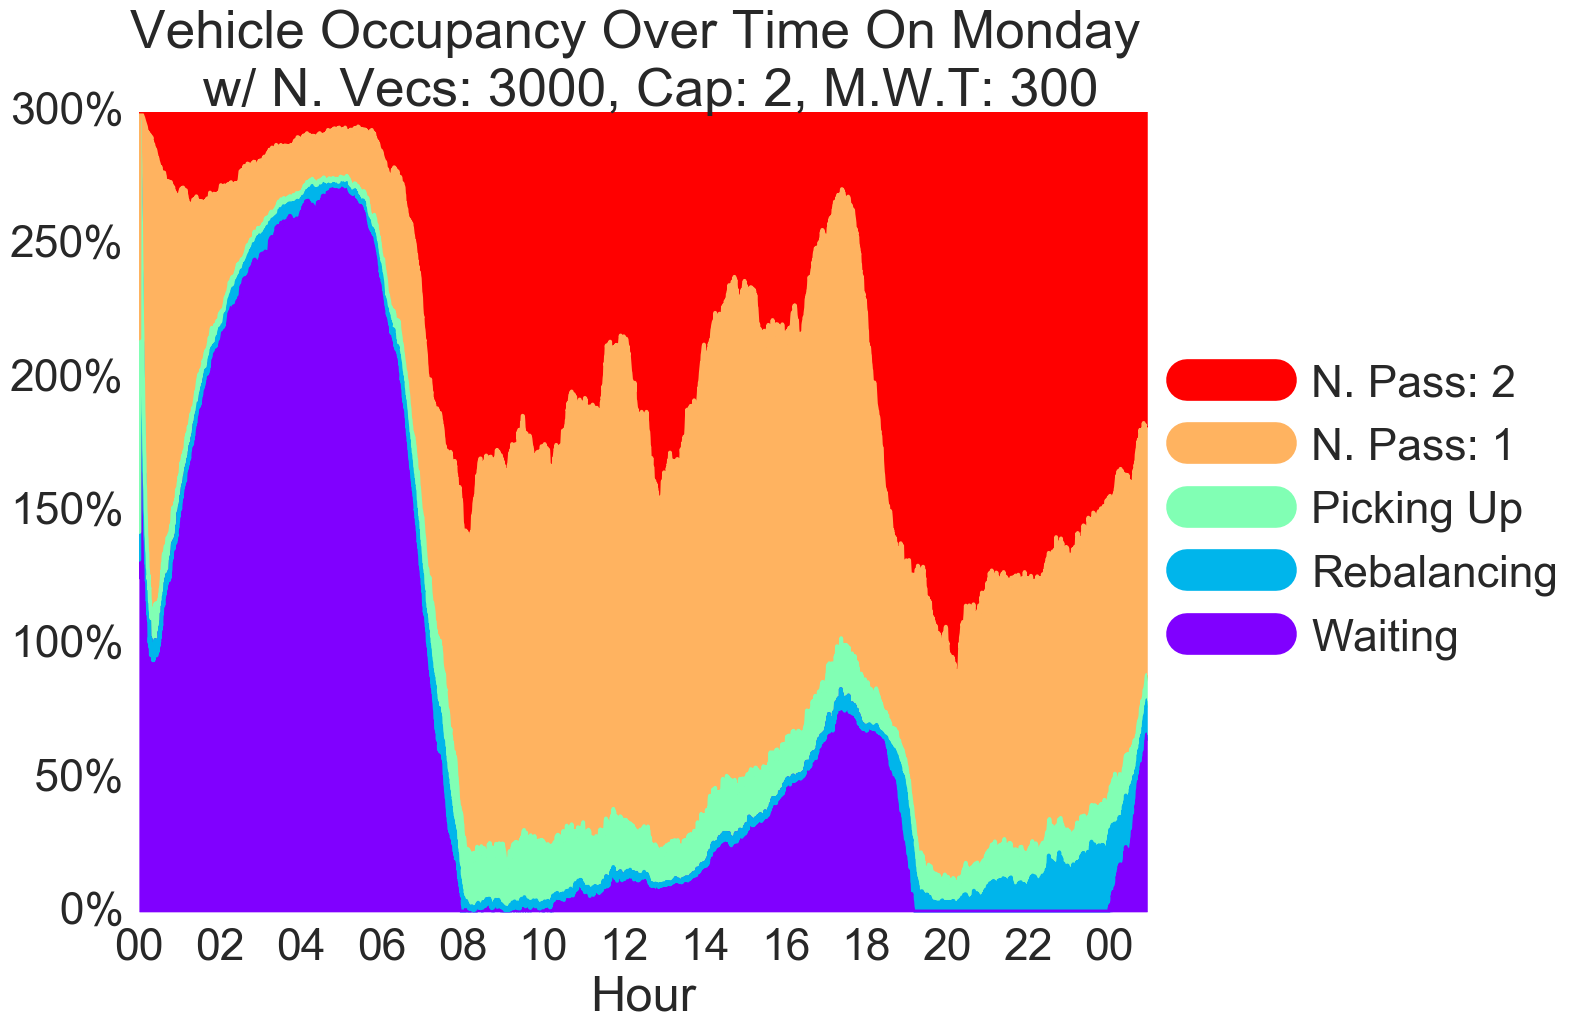 Vehicle Occupancy Over Time On Monday
w/ N. Vecs: 3000, Cap: 2, M.W.T: 300
300%
250%
200%
150%
100%
50%
0%
00 02 04 06 08 10 12 14 16 18 20 22 00
Hour
N. Pass: 2
N. Pass: 1
Picking Up
Rebalancing
Waiting